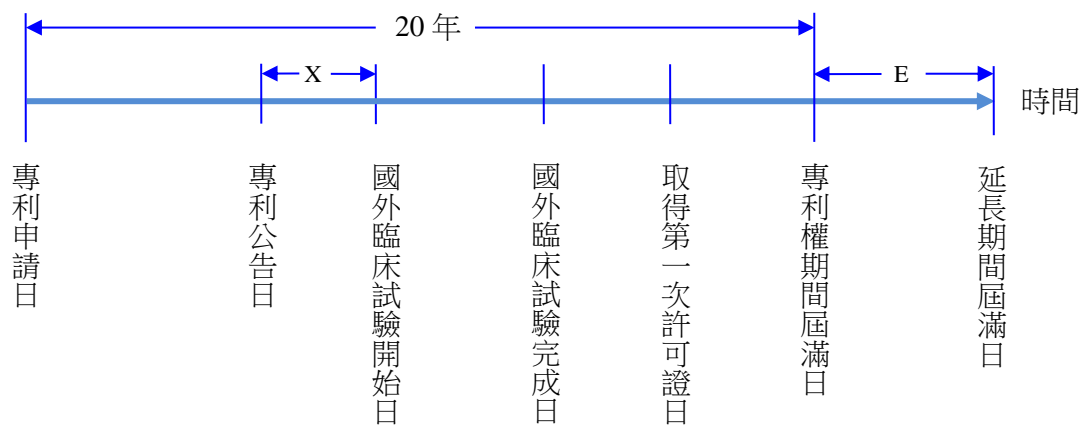 20 年
X
E
時間
專利申請日
專利公告日
國外臨床試驗開始日
國外臨床試驗完成日
取得第一次許可證日
專利權期間屆滿日
延長期間屆滿日